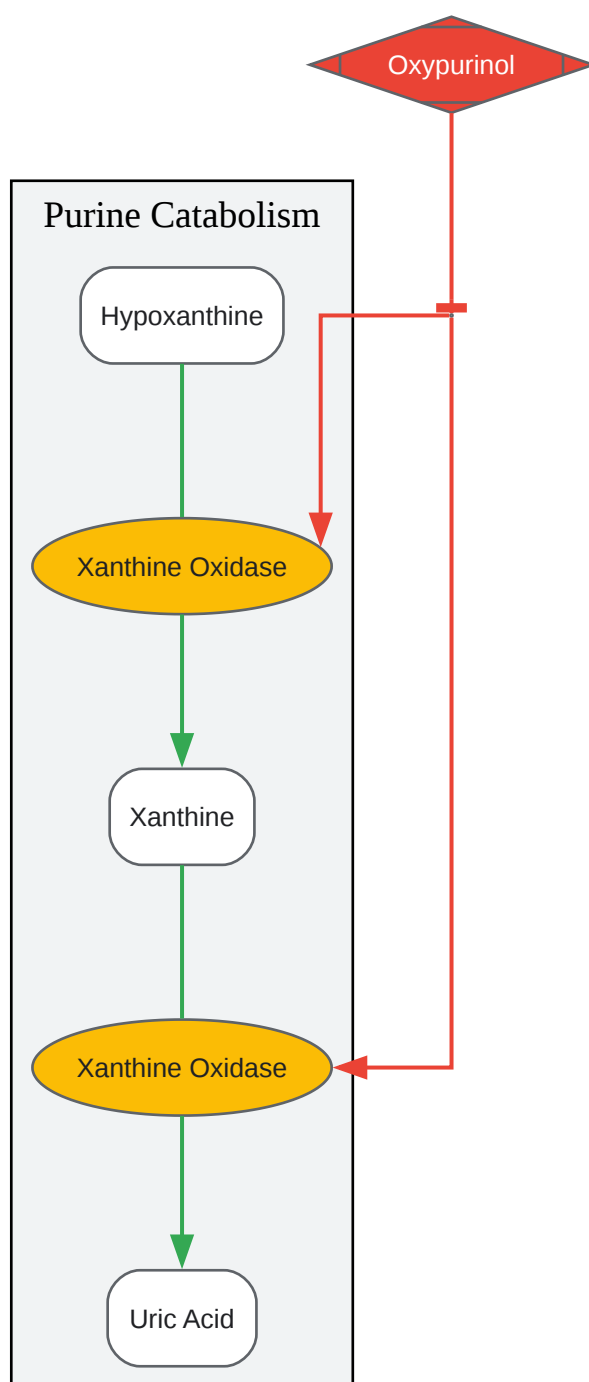 Oxypurinol
Purine Catabolism
Hypoxanthine
Xanthine Oxidase
Xanthine
Xanthine Oxidase
Uric Acid